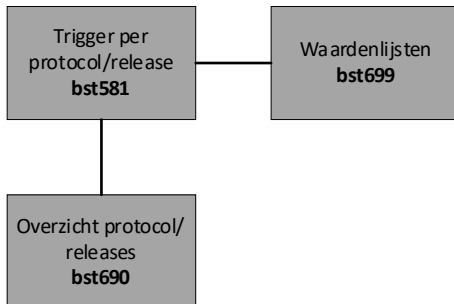 Trigger per
protocol/release
bst581
Waardenlijsten
bst699
Overzicht protocol/
releases
bst690